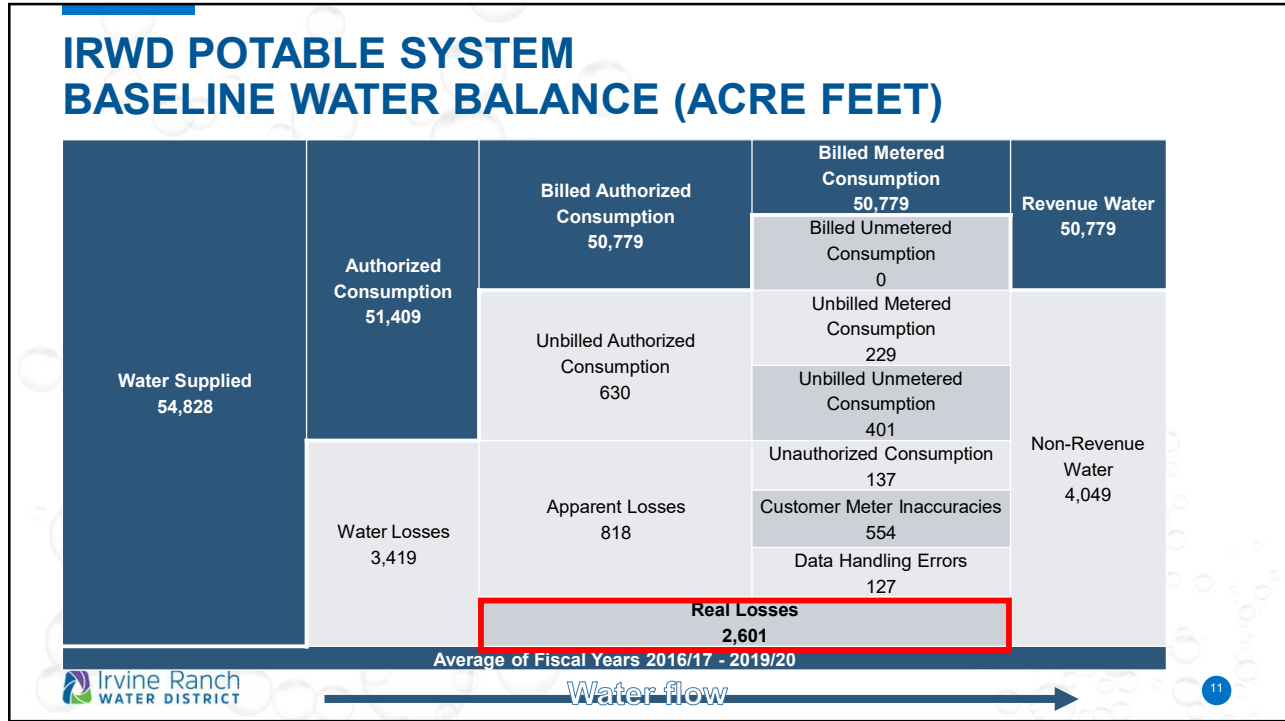 IRWD POTABLE SYSTEM
BASELINE WATER BALANCE (ACRE FEET)
Water Supplied
54,828
Authorized
Consumption
51,409
Water Losses
3,419
Billed Authorized
Consumption
50,779
Unbilled Authorized
Consumption
630
Apparent Losses
818
Billed Metered
Consumption
50,779
Billed Unmetered
Consumption
0
Unbilled Metered
Consumption
229
Unbilled Unmetered
Consumption
401
Unauthorized Consumption
137
Customer Meter Inaccuracies
554
Data Handling Errors
127
Real Losses
2,601
Revenue Water
50,779
Non-Revenue
Water
4,049
Average of Fiscal Years 2016/17 - 2019/20
Irvine Ranch
WATER DISTRICT
Water flow
11